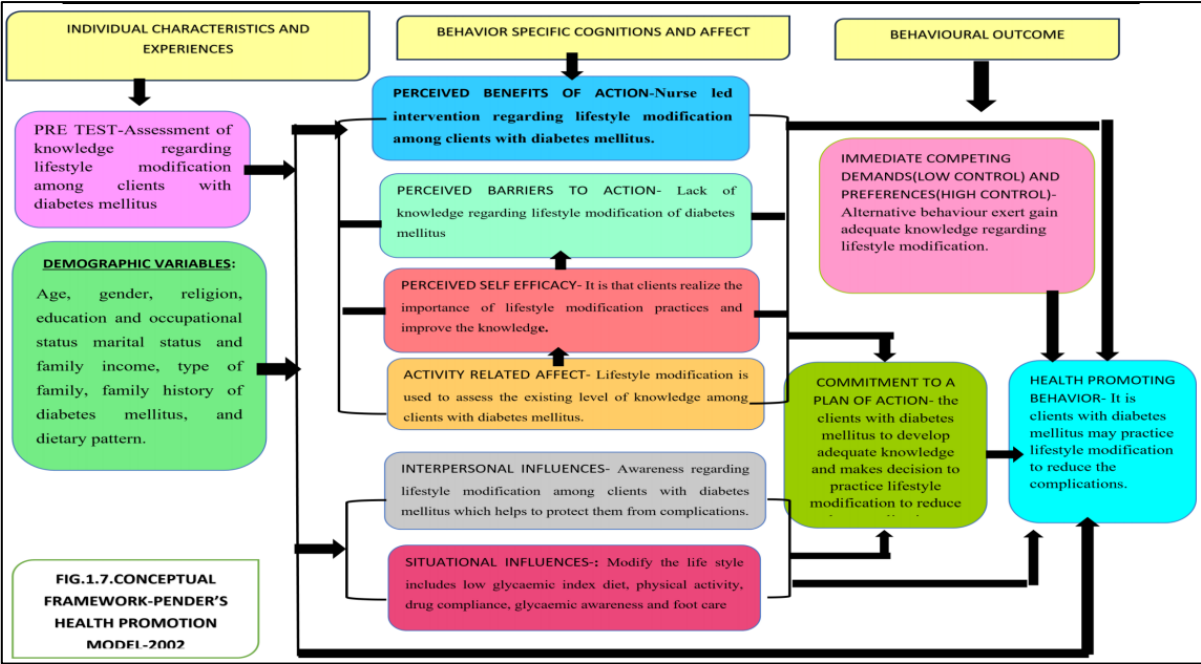 INDIVIDUAL CHARACTERISTICS AND
EXPERIENCES
BEHAVIOR SPECIFIC COGNITIONS AND AFFECT
BEHAVIOURAL OUTCOME
PRE TEST-Assessment of
knowledge regarding
lifestyle modification
among clients with
diabetes mellitus
DEMOGRAPHIC VARIABLES:
Age, gender, religion,
education and occupational
status marital status and
family income, type of
family, family history of
diabetes mellitus, and
dietary pattern.
FIG.1.7.CONCEPTUAL
FRAMEWORK-PENDER'S
HEALTH PROMOTION
MODEL-2002
PERCEIVED BENEFITS OF ACTION-Nurse led
intervention regarding lifestyle modification
among clients with diabetes mellitus.
PERCEIVED BARRIERS TO ACTION- Lack of
knowledge regarding lifestyle modification of diabetes
mellitus
PERCEIVED SELF EFFICACY- It is that clients realize the
importance of lifestyle modification practices and
improve the knowledge.
ACTIVITY RELATED AFFECT- Lifestyle modification is
used to assess the existing level of knowledge among
clients with diabetes mellitus.
INTERPERSONAL INFLUENCES- Awareness regarding
lifestyle modification among clients with diabetes
mellitus which helps to protect them from complications.
SITUATIONAL INFLUENCES-: Modify the life style
includes low glycaemic index diet, physical activity,
drug compliance, glycaemic awareness and foot care
IMMEDIATE COMPETING
DEMANDS(LOW CONTROL) AND
PREFERENCES(HIGH CONTROL)-
Alternative behaviour exert gain
adequate knowledge regarding
lifestyle modification.
COMMITMENT TO A
PLAN OF ACTION- the
clients with diabetes
mellitus to develop
adequate knowledge
and makes decision to
practice lifestyle
modification to reduce
HEALTH PROMOTING
BEHAVIOR- It is
clients with diabetes
mellitus may practice
lifestyle modification
to reduce the
complications.